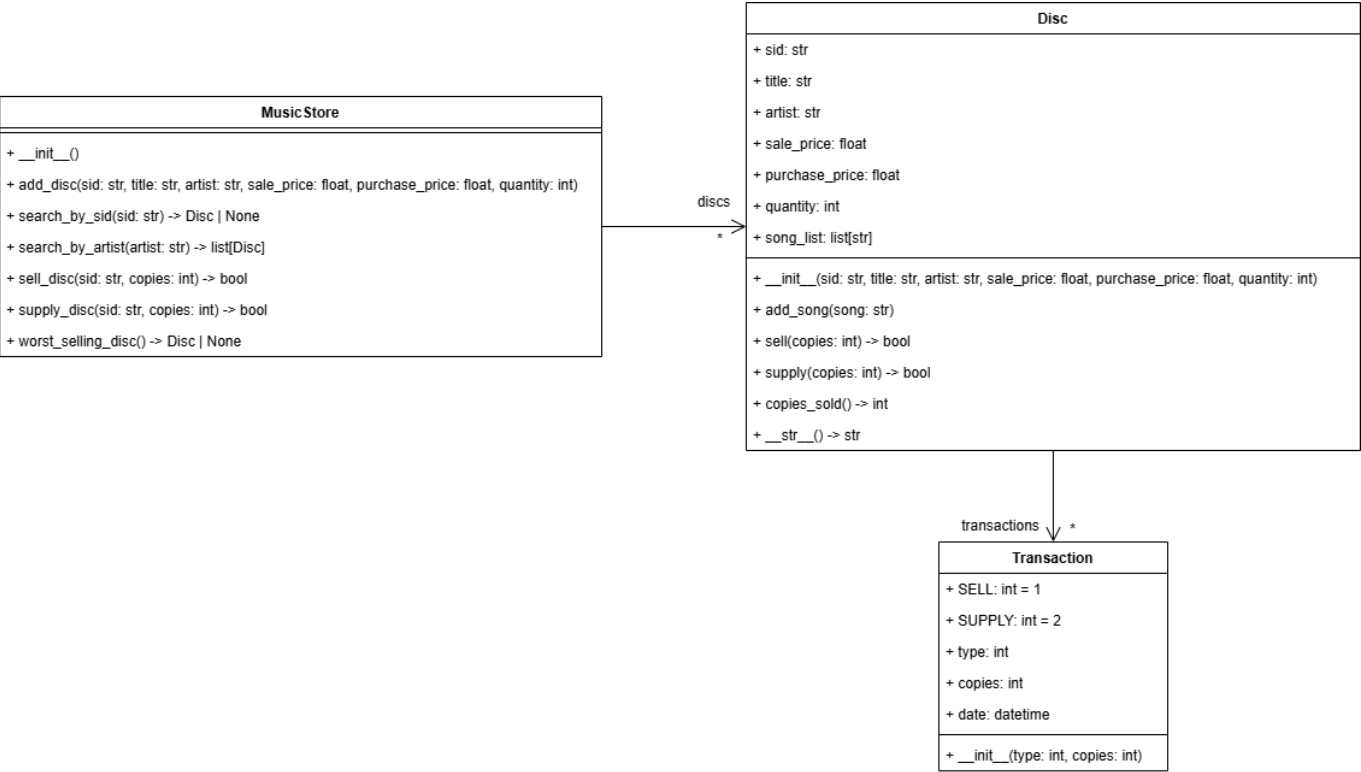 MusicStore
+ __init__()
+ add_disc(sid: str, title: str, artist: str, sale_price: float, purchase_price: float, quantity: int)
+ search_by_sid(sid: str) -> Disc | None
+ search_by_artist(artist: str) -> list[Disc]
+ sell_disc(sid: str, copies: int) -> bool
+ supply_disc(sid: str, copies: int) -> bool
+ worst_selling_disc() -> Disc | None
discs
*
Disc
+ sid: str
+ title: str
+ artist: str
+ sale_price: float
+ purchase_price: float
+ quantity: int
+ song_list: list[str]
+ __init__(sid: str, title: str, artist: str, sale_price: float, purchase_price: float, quantity: int)
+ add_song(song: str)
+ sell(copies: int) -> bool
+ supply(copies: int) -> bool
+ copies_sold() -> int
+ __str__() -> str
transactions
*
Transaction
+ SELL: int = 1
+ SUPPLY: int = 2
+ type: int
+ copies: int
+ date: datetime
+ __init__(type: int, copies: int)